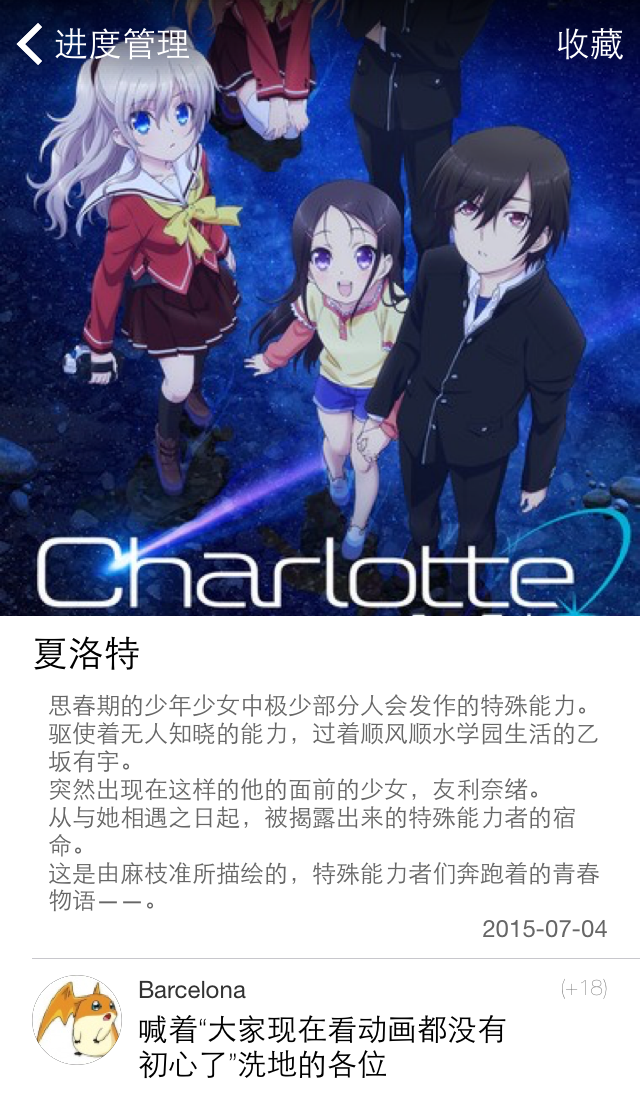 进度管理
收藏
Charlotte
夏洛特
思春期的少年少女中极少部分人会发作的特殊能力。
驱使着无人知晓的能力，过着顺风顺水学园生活的乙
坂有宇。
突然出现在这样的他的面前的少女，友利奈绪。
从与她相遇之日起，被揭露出来的特殊能力者的宿
命。
这是由麻枝准所描绘的，特殊能力者们奔跑着的青春
物语——。
2015-07-04
Barcelona
(+18)
喊着“大家现在看动画都没有
初心了”洗地的各位